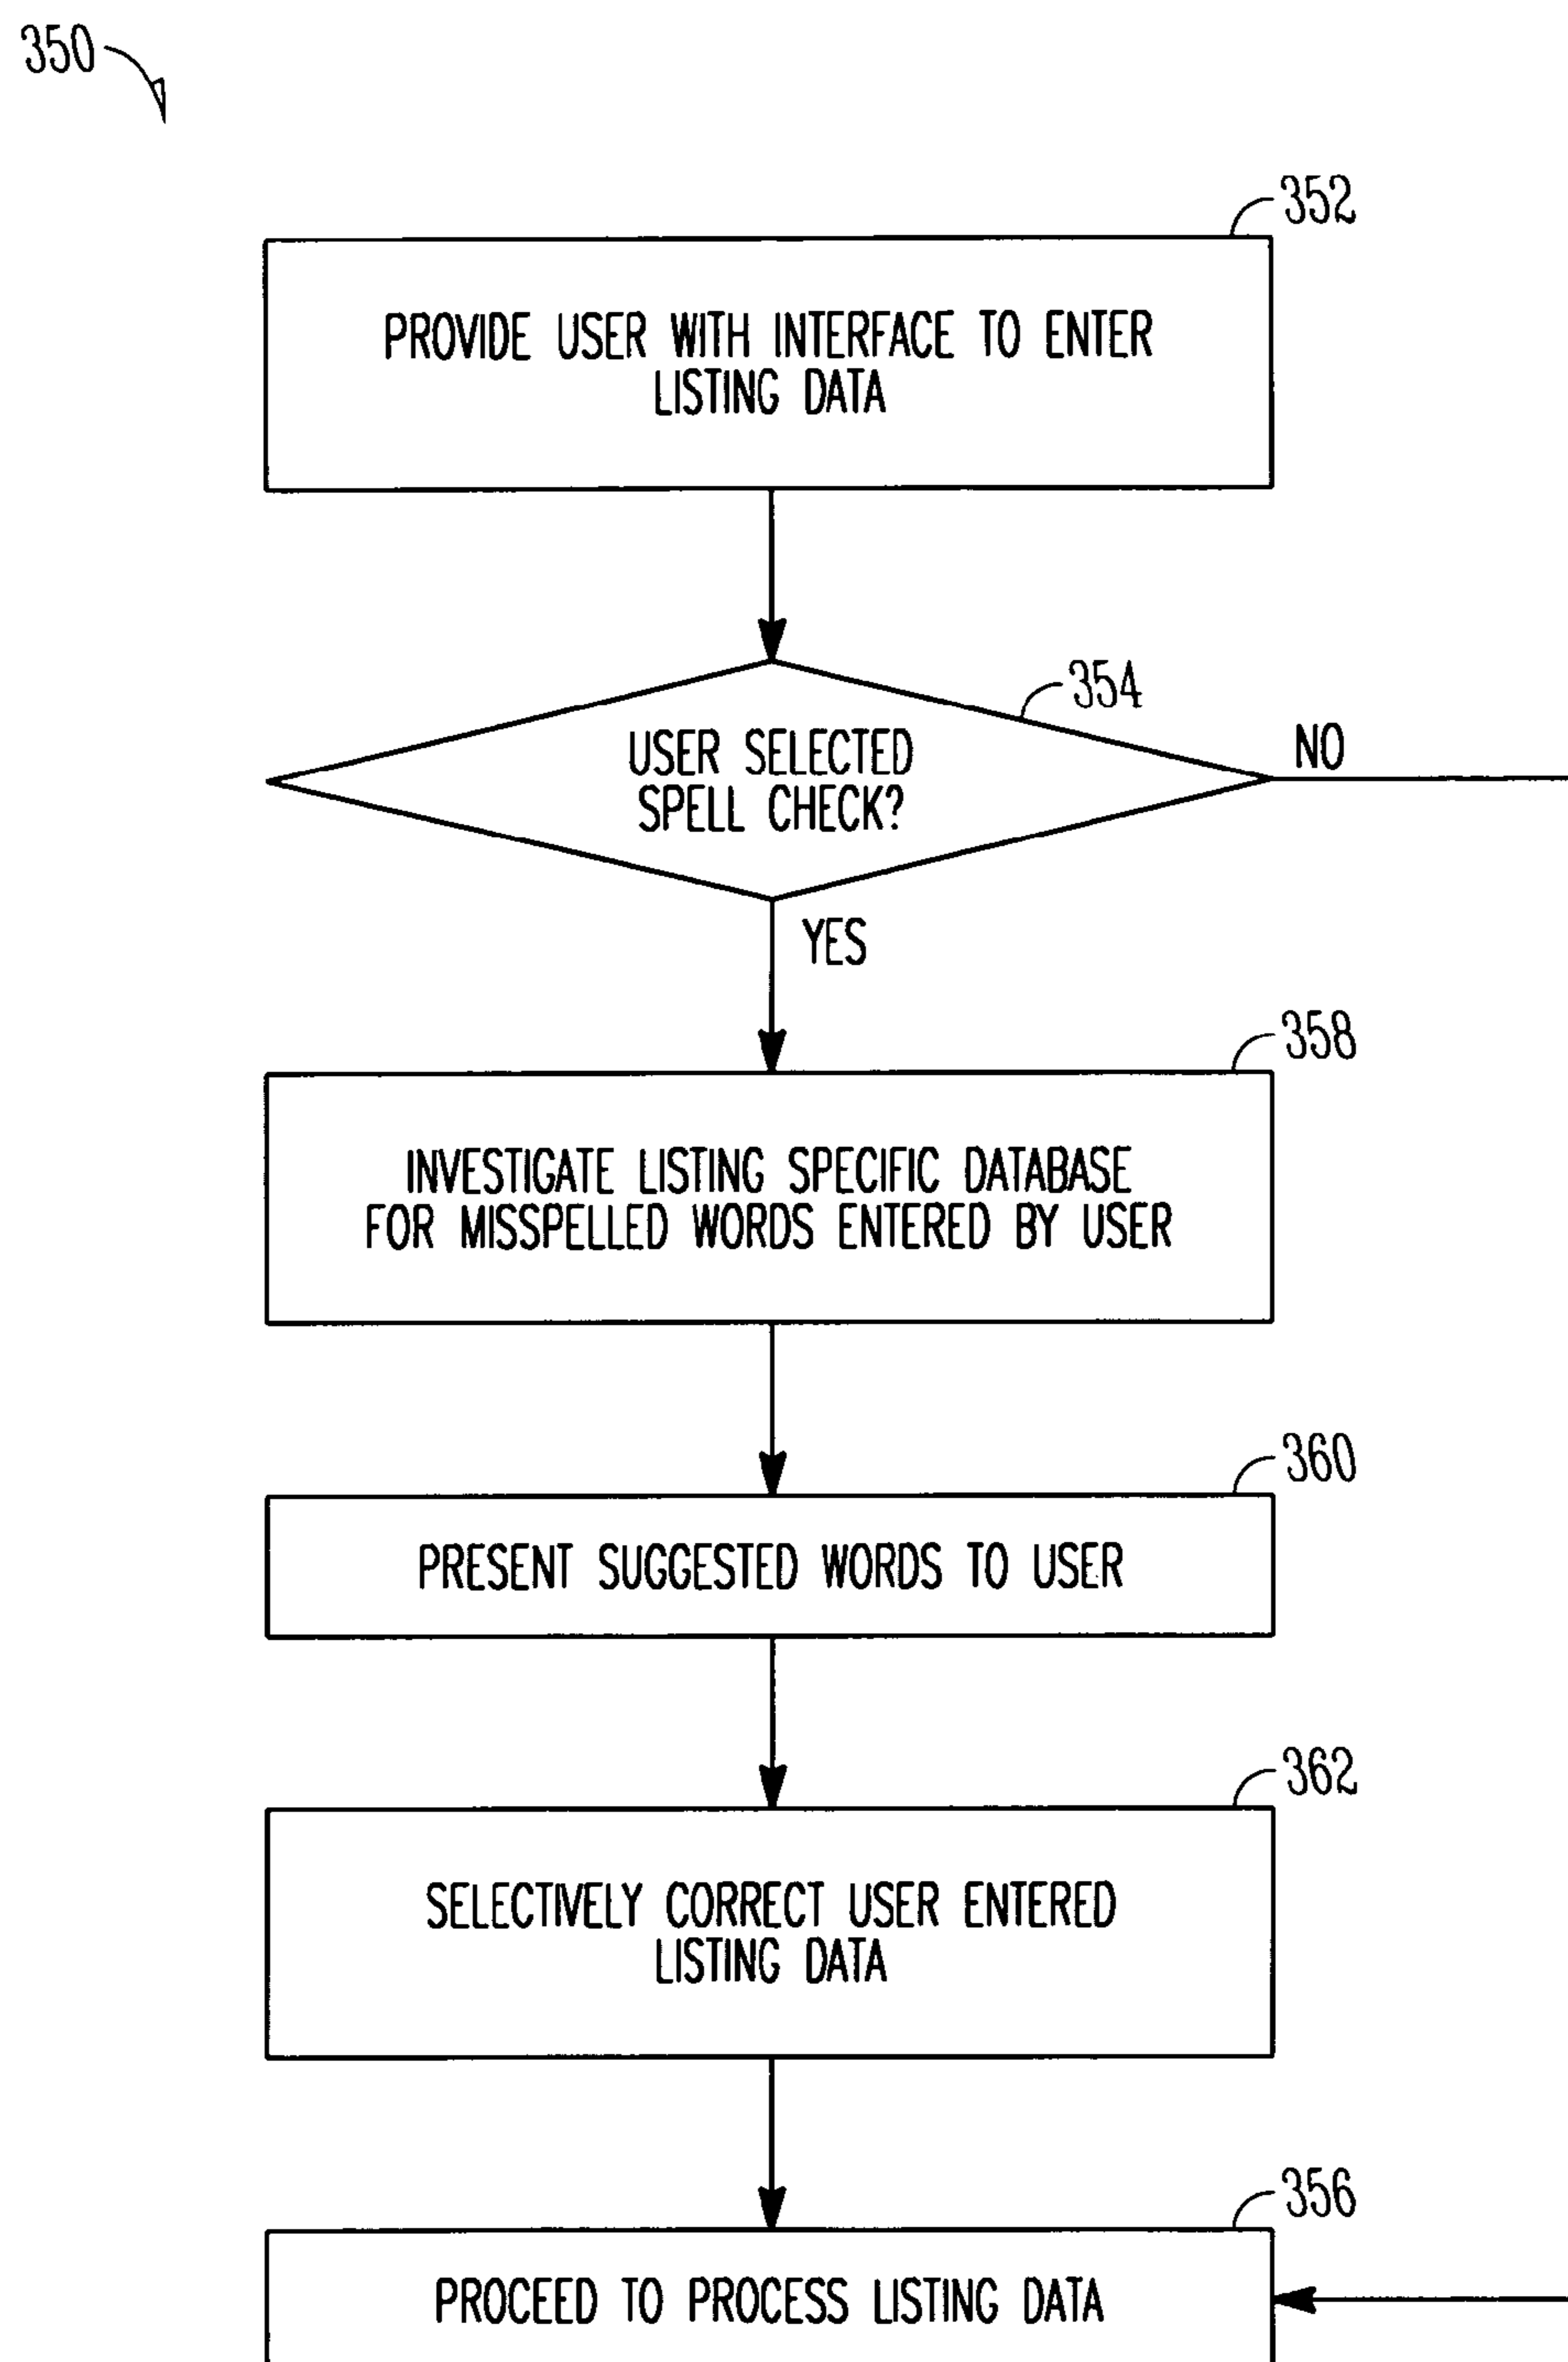 350
352
PROVIDE USER WITH INTERFACE TO ENTER
LISTING DATA
354
USER SELECTED
SPELL CHECK?
NO
YES
358
INVESTIGATE LISTING SPECIFIC DATABASE
FOR MISSPELLED WORDS ENTERED BY USER
360
PRESENT SUGGESTED WORDS TO USER
362
SELECTIVELY CORRECT USER ENTERED
LISTING DATA
356
PROCEED TO PROCESS LISTING DATA